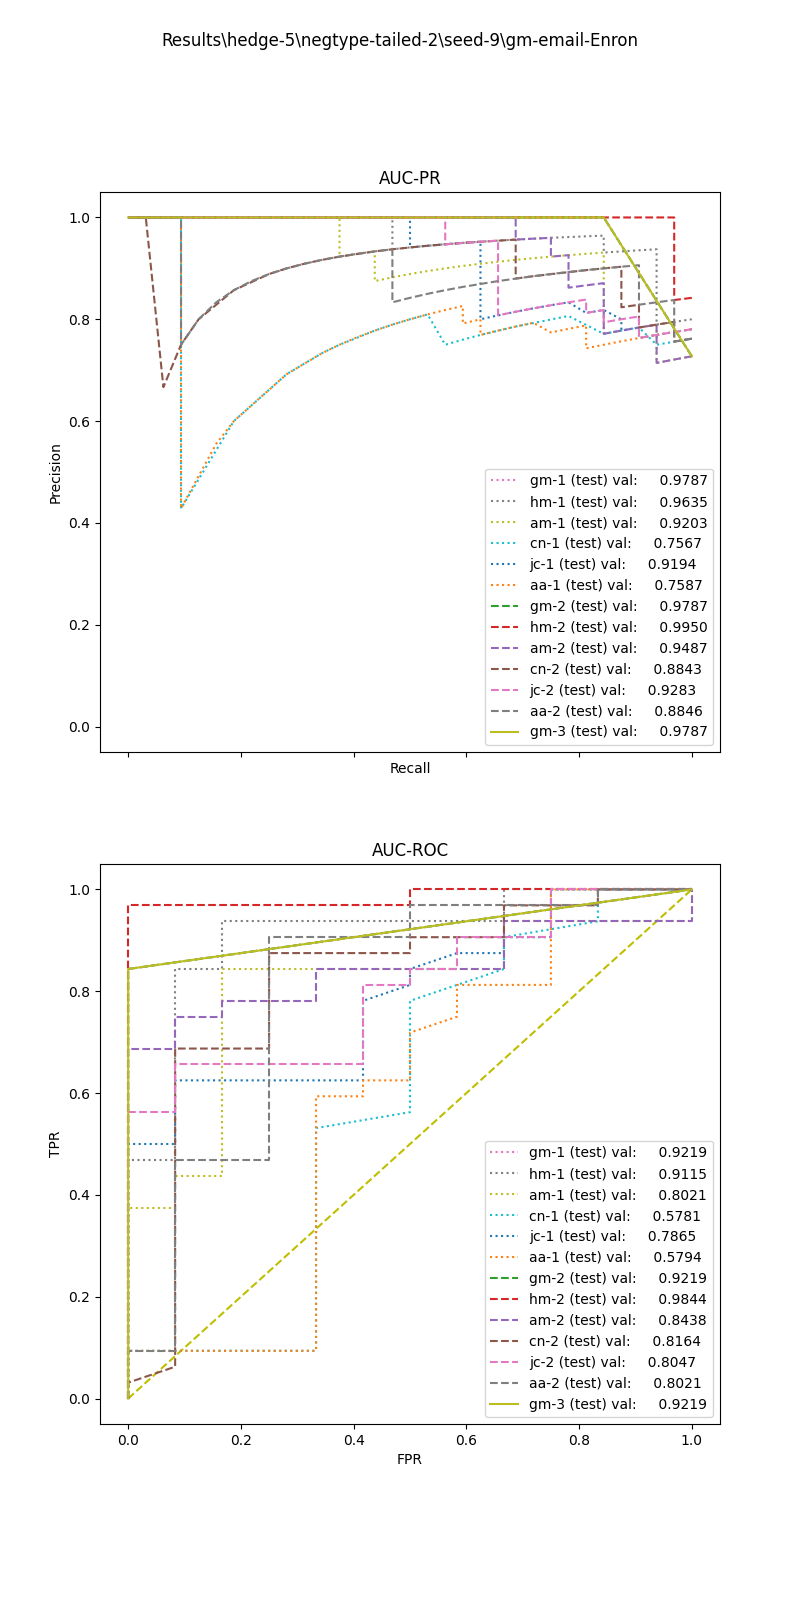 Results\hedge-5\negtype-tailed-2\seed-9\gm-email-Enron
AUC-PR
1.0
0.8
0.6
0.4
0.2
0.0
Precision
Recall
gm-1 (test) val: 0.9787
hm-1 (test) val: 0.9635
am-1 (test) val: 0.9203
cn-1 (test) val: 0.7567
jc-1 (test) val: 0.9194
aa-1 (test) val: 0.7587
gm-2 (test) val: 0.9787
hm-2 (test) val: 0.9950
am-2 (test) val: 0.9487
cn-2 (test) val: 0.8843
jc-2 (test) val: 0.9283
aa-2 (test) val: 0.8846
gm-3 (test) val: 0.9787
AUC-ROC
1.0
0.8
0.6
0.4
0.2
0.0
TPR
gm-1 (test) val: 0.9219
hm-1 (test) val: 0.9115
am-1 (test) val: 0.8021
cn-1 (test) val: 0.5781
jc-1 (test) val: 0.7865
aa-1 (test) val: 0.5794
gm-2 (test) val: 0.9219
hm-2 (test) val: 0.9844
am-2 (test) val: 0.8438
cn-2 (test) val: 0.8164
jc-2 (test) val: 0.8047
aa-2 (test) val: 0.8021
gm-3 (test) val: 0.9219
0.0 0.2 0.4 0.6 0.8 1.0
FPR